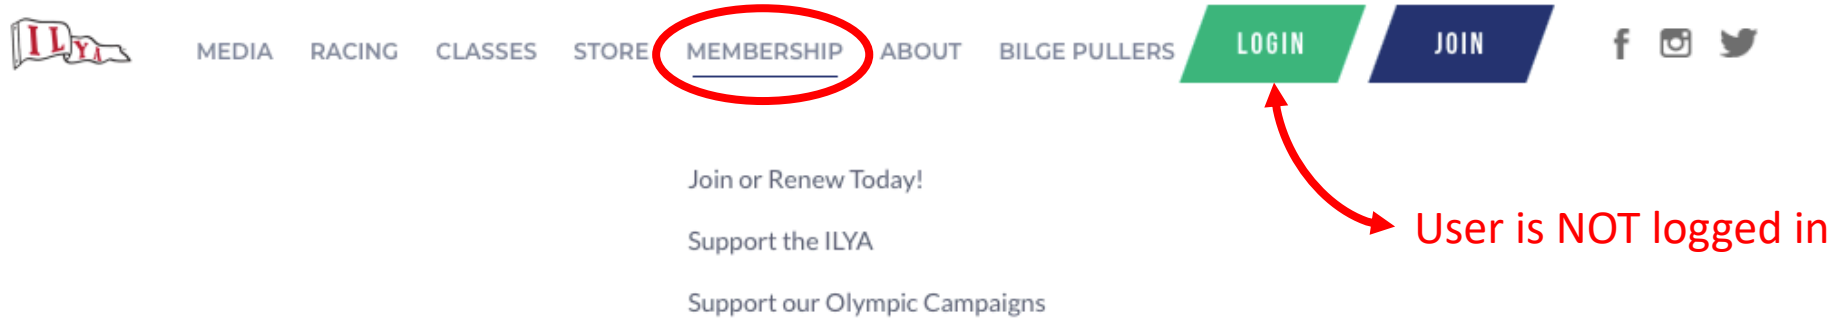 ILYA
MEDIA RACING CLASSES STORE MEMBERSHIP ABOUT BILGE PULLERS LOGIN JOIN f
Join or Renew Today!
Support the ILYA
Support our Olympic Campaigns
User is NOT logged in